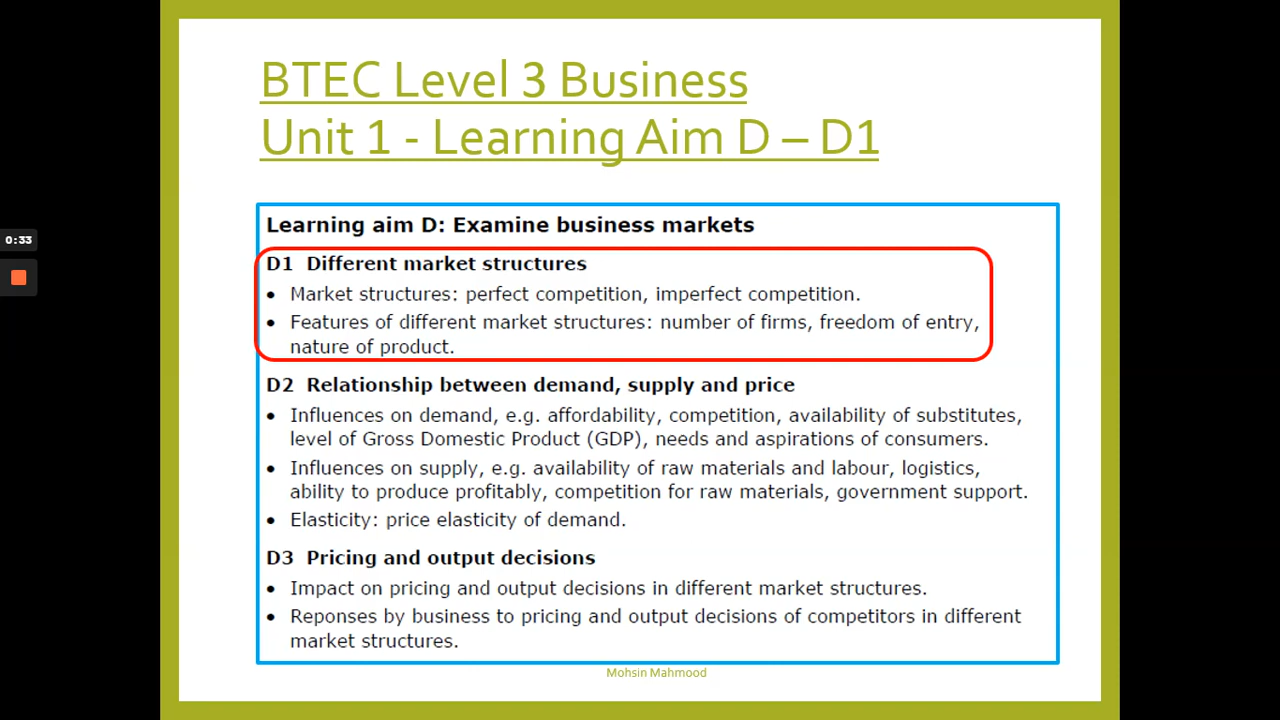 BTEC Level 3 Business
Unit 1 - Learning Aim D – D1
Learning aim D: Examine business markets
D1 Different market structures
• Market structures: perfect competition, imperfect competition.
• Features of different market structures: number of firms, freedom of entry,
nature of product.
D2 Relationship between demand, supply and price
• Influences on demand, e.g. affordability, competition, availability of substitutes,
level of Gross Domestic Product (GDP), needs and aspirations of consumers.
• Influences on supply, e.g. availability of raw materials and labour, logistics,
ability to produce profitably, competition for raw materials, government support.
• Elasticity: price elasticity of demand.
D3 Pricing and output decisions
• Impact on pricing and output decisions in different market structures.
• Reponses by business to pricing and output decisions of competitors in different
market structures.
Mohsin Mahmood
0:33